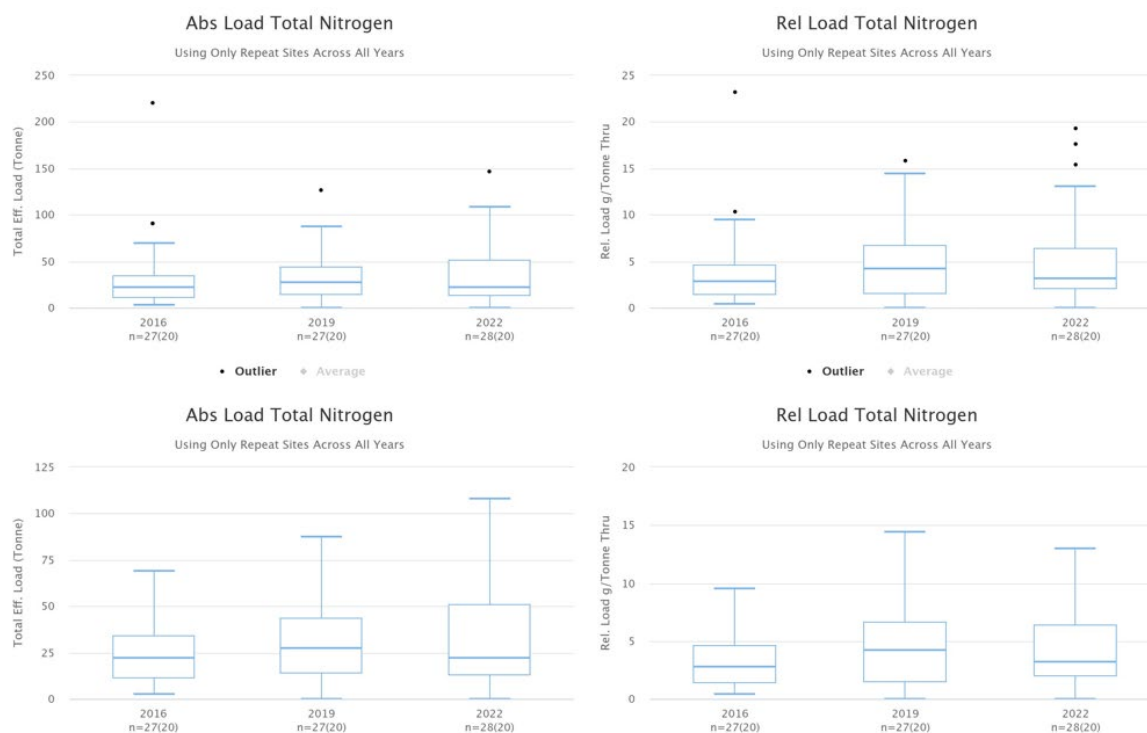 Abs Load Total Nitrogen
Using Only Repeat Sites Across All Years
250
200
150
100
50
0
Total Eff. Load (Tonne)
2016
n=27(20)
2019
n=27(20)
2022
n=28(20)
Outlier
Average
Rel Load Total Nitrogen
Using Only Repeat Sites Across All Years
25
20
15
10
5
0
Rel. Load g/Tonne Thru
2016
n=27(20)
2019
n=27(20)
2022
n=28(20)
Outlier
Average
Abs Load Total Nitrogen
Using Only Repeat Sites Across All Years
125
100
75
50
25
0
Total Eff. Load (Tonne)
2016
n=27(20)
2019
n=27(20)
2022
n=28(20)
Rel Load Total Nitrogen
Using Only Repeat Sites Across All Years
20
15
10
5
0
Rel. Load g/Tonne Thru
2016
n=27(20)
2019
n=27(20)
2022
n=28(20)